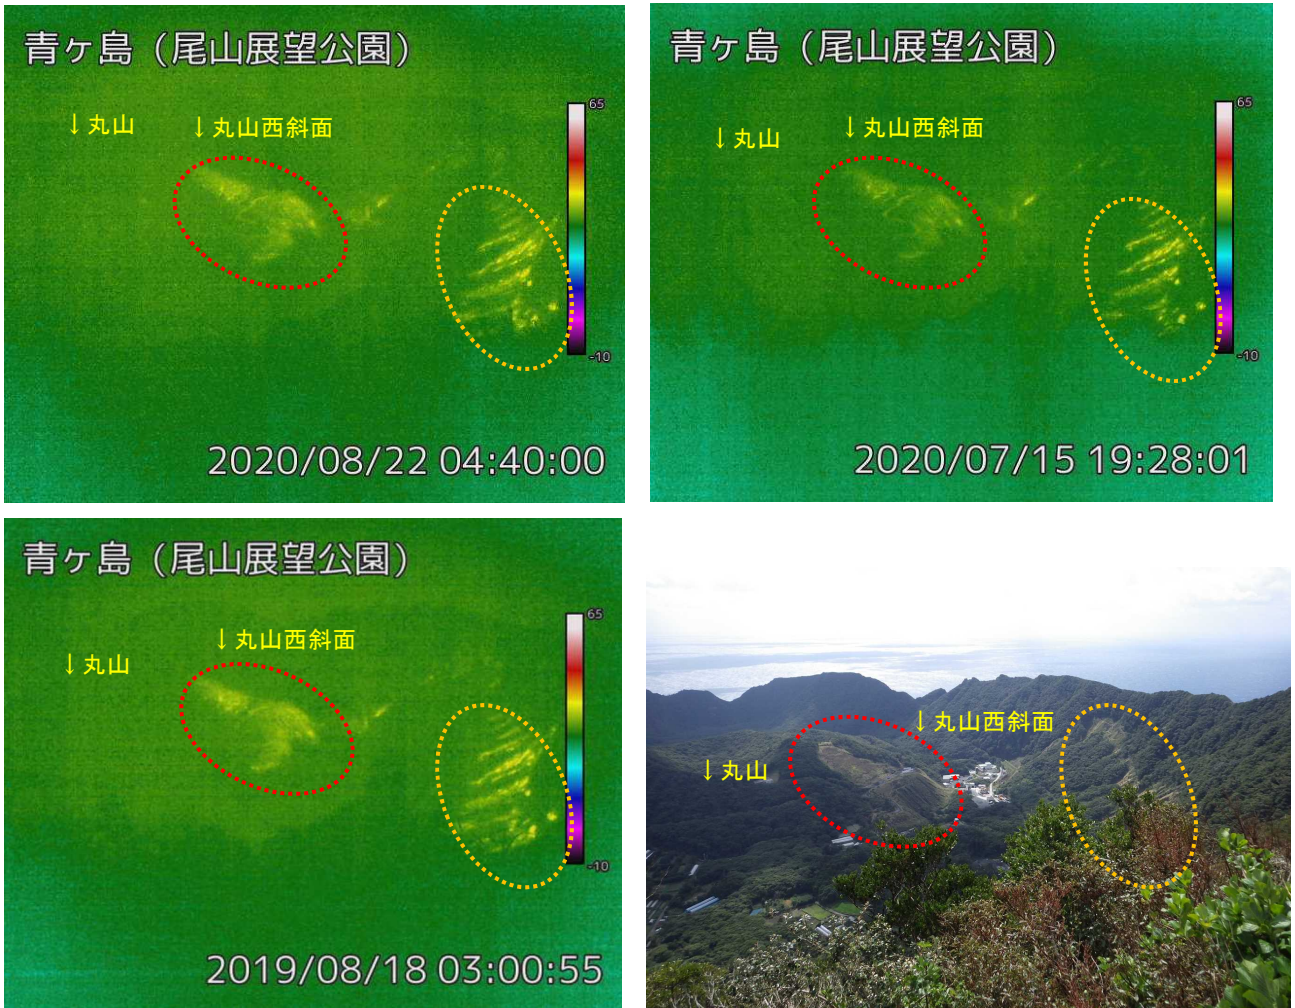 青ヶ島（尾山展望公園）
↓丸山
↓丸山西斜面
65
-10
2020/08/22 04:40:00
青ヶ島（尾山展望公園）
↓丸山
↓丸山西斜面
65
-10
2020/07/15 19:28:01
青ヶ島（尾山展望公園）
↓丸山
↓丸山西斜面
65
-10
2019/08/18 03:00:55
↓丸山西斜面
↓丸山